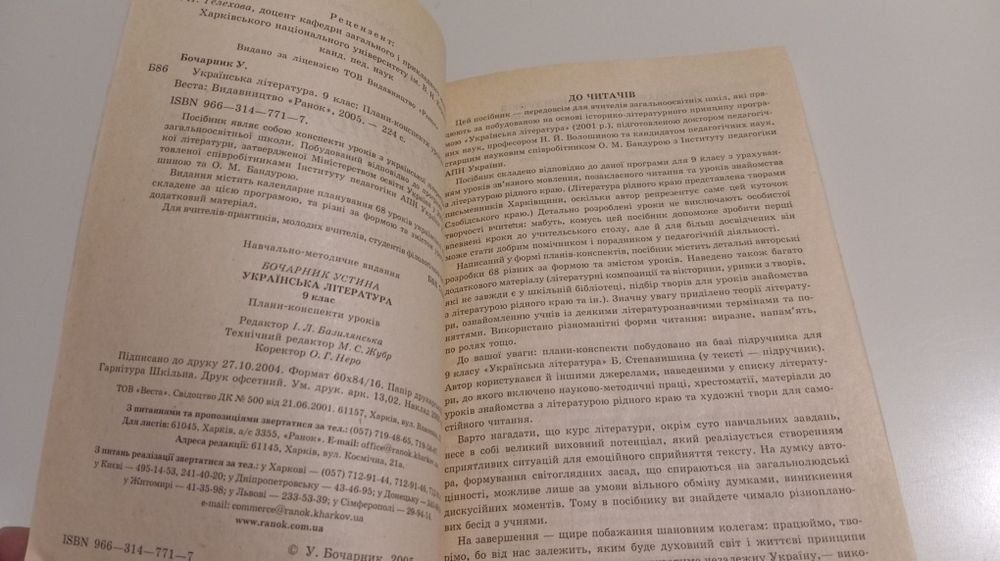 Рецензент:
Телехова, доцент кафедри загального і
Харківського національного університету ім. В. Н.
канд. пед. наук
Видано за ліцензією ТОВ Видавництво
Бочарник У.
Б86
Українська література. 9 клас: Плани-конспекти
Веста: Видавництво «Ранок», 2005. — 224 с.
ISBN 966—314—771—7.
Посібник являє собою конспекти уроків з української
загальноосвітньої школи. Побудований відповідно до
кої літератури, затвердженої Міністерством освіти України
товленої співробітниками Інституту педагогіки АПН
шиною та О. М. Бандурою.
Видання містить календарне планування 68 уроків
складене за цією програмою, та різні за формою та змістом
додатковий матеріал.
Для вчителів-практиків, молодих вчителів, студентів
Навчально-методичне видання
БОЧАРНИК УСТИНА
УКРАЇНСЬКА ЛІТЕРАТУРА
9 клас
Плани-конспекти уроків
Редактор І. Л. Базилянська
Технічний редактор М. С. Жубр
Коректор О. Г. Неро
Підписано до друку 27.10.2004. Формат 60х84/16. Папір
Гарнітура Шкільна. Друк офсетний. Ум. друк. арк. 13,02. Наклад
ТОВ «Веста». Свідоцтво ДК № 500 від 21.06.2001. 61157, Харків, вул.
З питаннями та пропозиціями звертатися за тел.: (057) 719-48-65,
Для листів: 61045, Харків, а/с 3355, «Ранок». E-mail: office@ranok.kharkov
Адреса редакції: 61145, Харків, вул. Космічна, 21а.
З питань реалізації звертатися за тел.: у Харкові — (057) 712-91-44,
у Києві — 495-14-53, 241-40-20; у Дніпропетровську — 43-46-95; у Донецьку
у Житомирі — 41-35-98; у Львові — 233-53-39; у Сімферополі — 29-94-14.
e-mail: commerce@ranok.kharkov.ua
www.ranok.com.ua
ISBN 966—314—771—7
© У. Бочарник, 2005
ДО ЧИТАЧІВ
Цей посібник — передовсім для вчителів загальноосвітніх шкіл, які пра-
цюють за побудованою на основі історико-літературного принципу програ-
мою «Українська література» (2001 р.), підготовленою доктором педагогіч-
них наук, професором Н. Й. Волошиною та кандидатом педагогічних наук,
старшим науковим співробітником О. М. Бандурою з Інституту педагогіки
АПН України.
Посібник складено відповідно до даної програми для 9 класу з урахуван-
ням уроків зв'язного мовлення, позакласного читання та уроків знайомства
з літературою рідного краю. (Література рідного краю представлена творами
письменників Харківщини, оскільки автор репрезентує саме цей куточок
Слобідського краю.) Детально розроблені уроки не виключають особистої
творчості вчителя: мабуть, комусь цей посібник допоможе зробити перші
впевнені кроки до учительського столу, але й для більш досвідчених він
може стати добрим помічником і порадником у педагогічній діяльності.
Написаний у формі планів-конспектів, посібник містить детальні авторські
розробки 68 різних за формою та змістом уроків. Наведено також багато
додаткового матеріалу (літературні композиції та вікторини, уривки з творів,
які не завжди є у шкільній бібліотеці, підбір творів для уроків знайомства
з літературою рідного краю та ін.). Значну увагу приділено теорії літерату-
ри, ознайомленню учнів із деякими літературознавчими термінами та по-
няттями. Використано різноманітні форми читання: виразне, напам'ять,
по ролях тощо.
До вашої уваги: плани-конспекти побудовано на базі підручника для
9 класу «Українська література» Б. Степанишина (у тексті — підручник).
Автор користувався й іншими джерелами, наведеними у списку літерату-
ри, до якого включено науково-методичні праці, хрестоматії, матеріали до
уроків знайомства з літературою рідного краю та художні твори для само-
стійного читання.
Варто нагадати, що курс літератури, окрім суто навчальних завдань,
несе в собі великий виховний потенціал, який реалізується створенням
сприятливих ситуацій для емоційного сприйняття тексту. На думку авто-
ра, формування світоглядних засад, що спираються на загальнолюдські
цінності, можливе лише за умови вільного обміну думками, виникнення
дискусійних моментів. Тому в посібнику ви знайдете чимало різноплано-
вих бесід з учнями.
На завершення — щире побажання шановним колегам: працюймо, тво-
рімо, бо від нас залежить, яким буде духовний світ і життєві принципи
незалежну Україну,— вико-